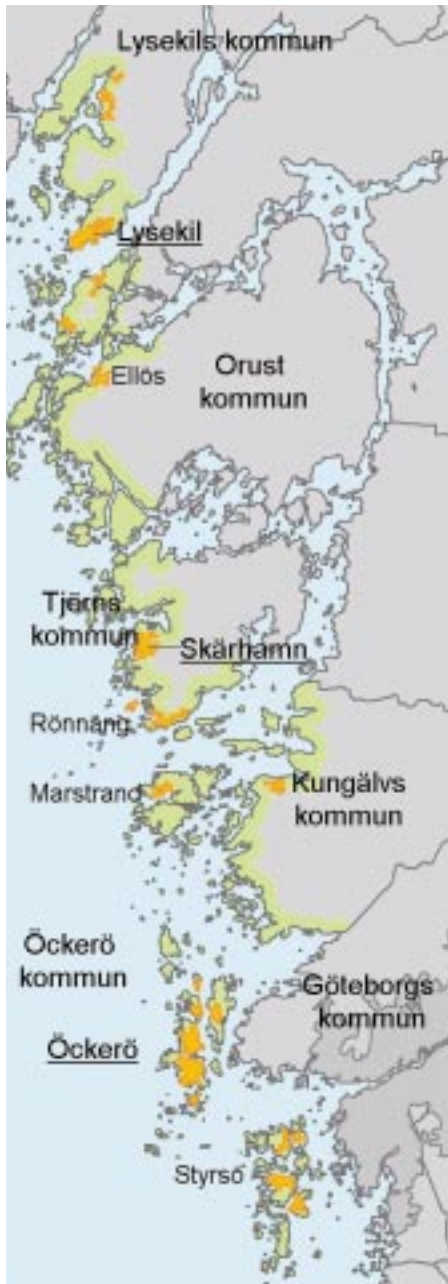 Lysekils kommun
Lysekil
Orust
kommun
Ellös
Tjörns
kommun
Skärhamn
Rönnäng
Marstrand
Kungälvs
kommun
Öckerö
kommun
Göteborgs
kommun
Öckerö
Styrsö